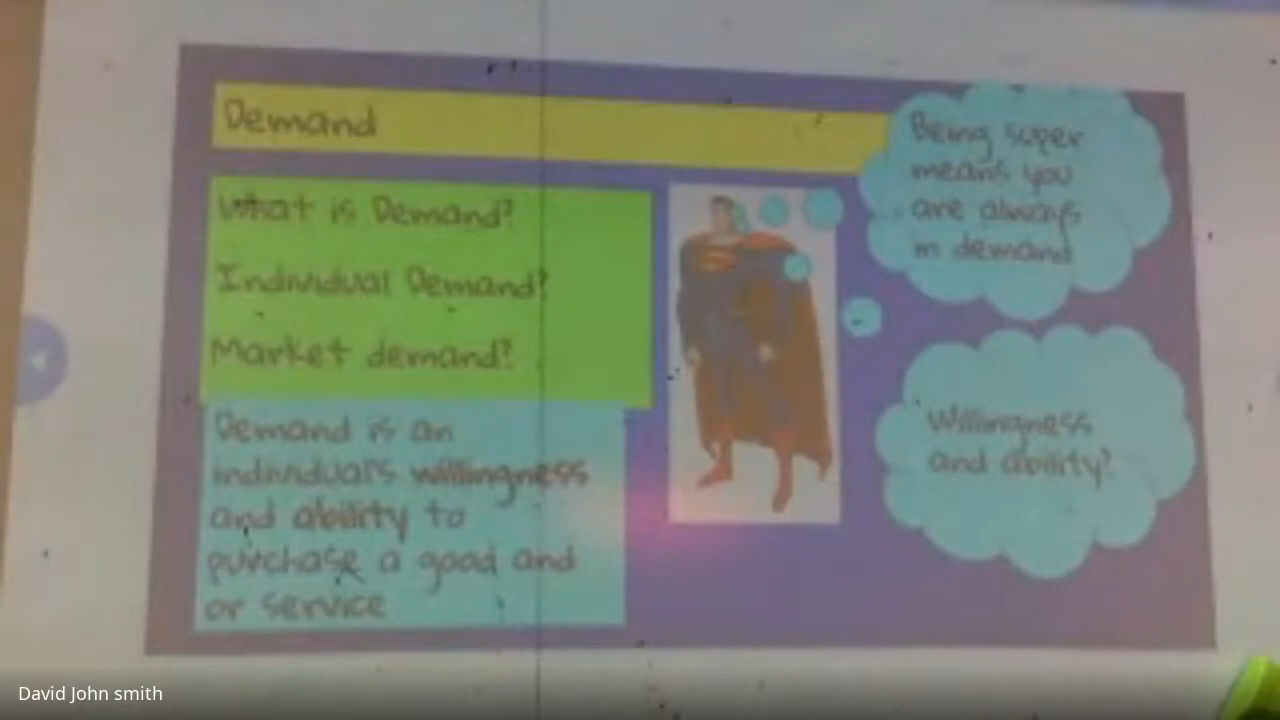 Demand
What is Demand?
Individual Demand?
Market demand?
Demand is an
individual's willingness
and ability to
purchase a good and
or service
Being super
means you
are always
in demand
Willingness
and ability?
David John smith